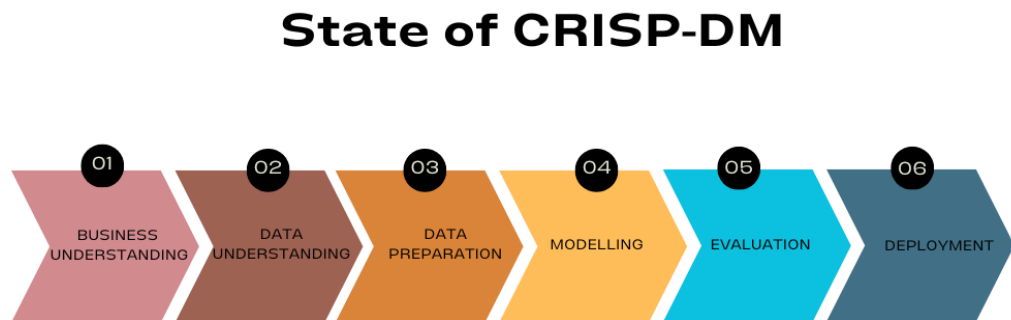 State of CRISP-DM
01
BUSINESS
UNDERSTANDING
02
DATA
UNDERSTANDING
03
DATA
PREPARATION
04
MODELLING
05
EVALUATION
06
DEPLOYMENT